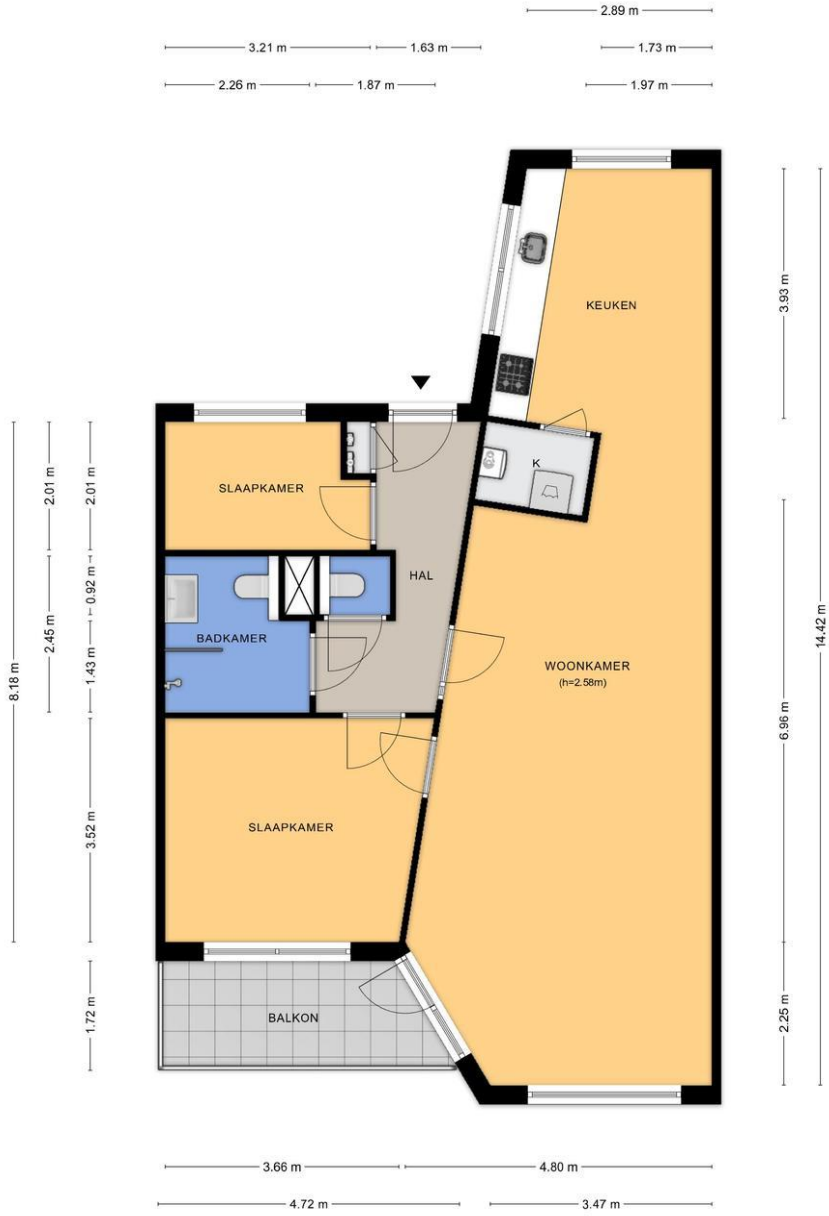 2.89 m
3.21 m
1.63 m
1.73 m
2.26 m
1.87 m
1.97 m
KEUKEN
3.93 m
14.42 m
8.18 m
2.45 m
2.01 m
2.01 m
0.92 m
1.43 m
SLAAPKAMER
K
HAL
BADKAMER
WOONKAMER
(h=2.58m)
6.96 m
3.52 m
SLAAPKAMER
1.72 m
BALKON
2.25 m
3.66 m
4.80 m
4.72 m
3.47 m